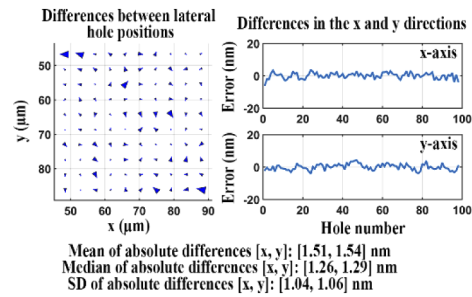 Differences between lateral
hole positions
50
60
70
80
y (µm)
50
60
70
80
90
x (µm)
Differences in the x and y directions
x-axis
20
0
-20
Error (nm)
0
20
40
60
80
100
y-axis
20
0
-20
Error (nm)
0
20
40
60
80
100
Hole number
Mean of absolute differences [x, y]: [1.51, 1.54] nm
Median of absolute differences [x, y]: [1.26, 1.29] nm
SD of absolute differences [x, y]: [1.04, 1.06] nm